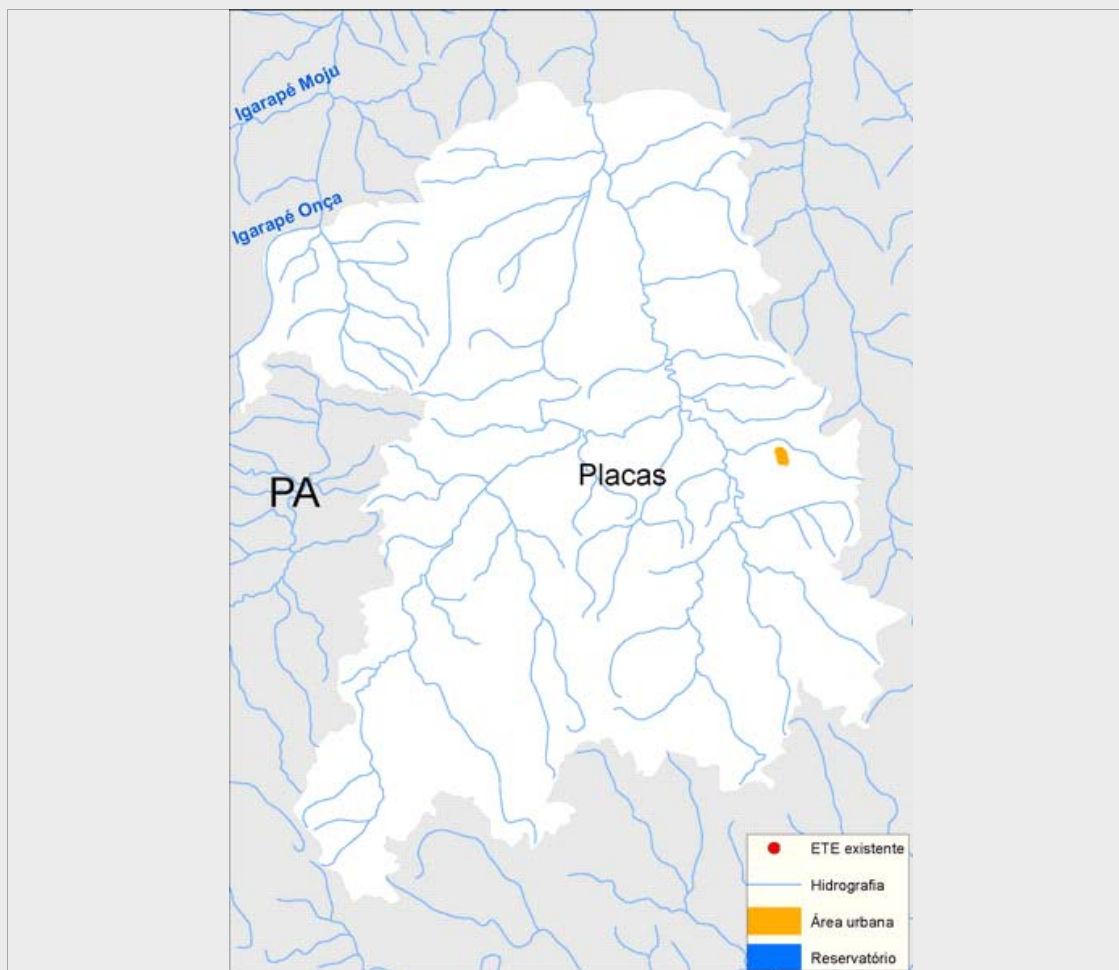 Igarapé Moju
Igarapé Onça
Placas
PA
ETE existente
Hidrografia
Área urbana
Reservatório